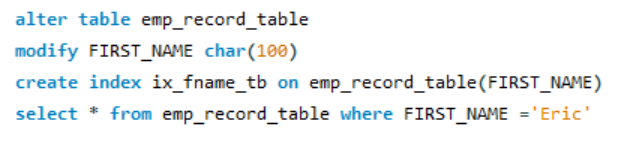 alter table emp_record_table
modify FIRST_NAME char(100)
create index ix_fname_tb on emp_record_table(FIRST_NAME)
select * from emp_record_table where FIRST_NAME ='Eric'